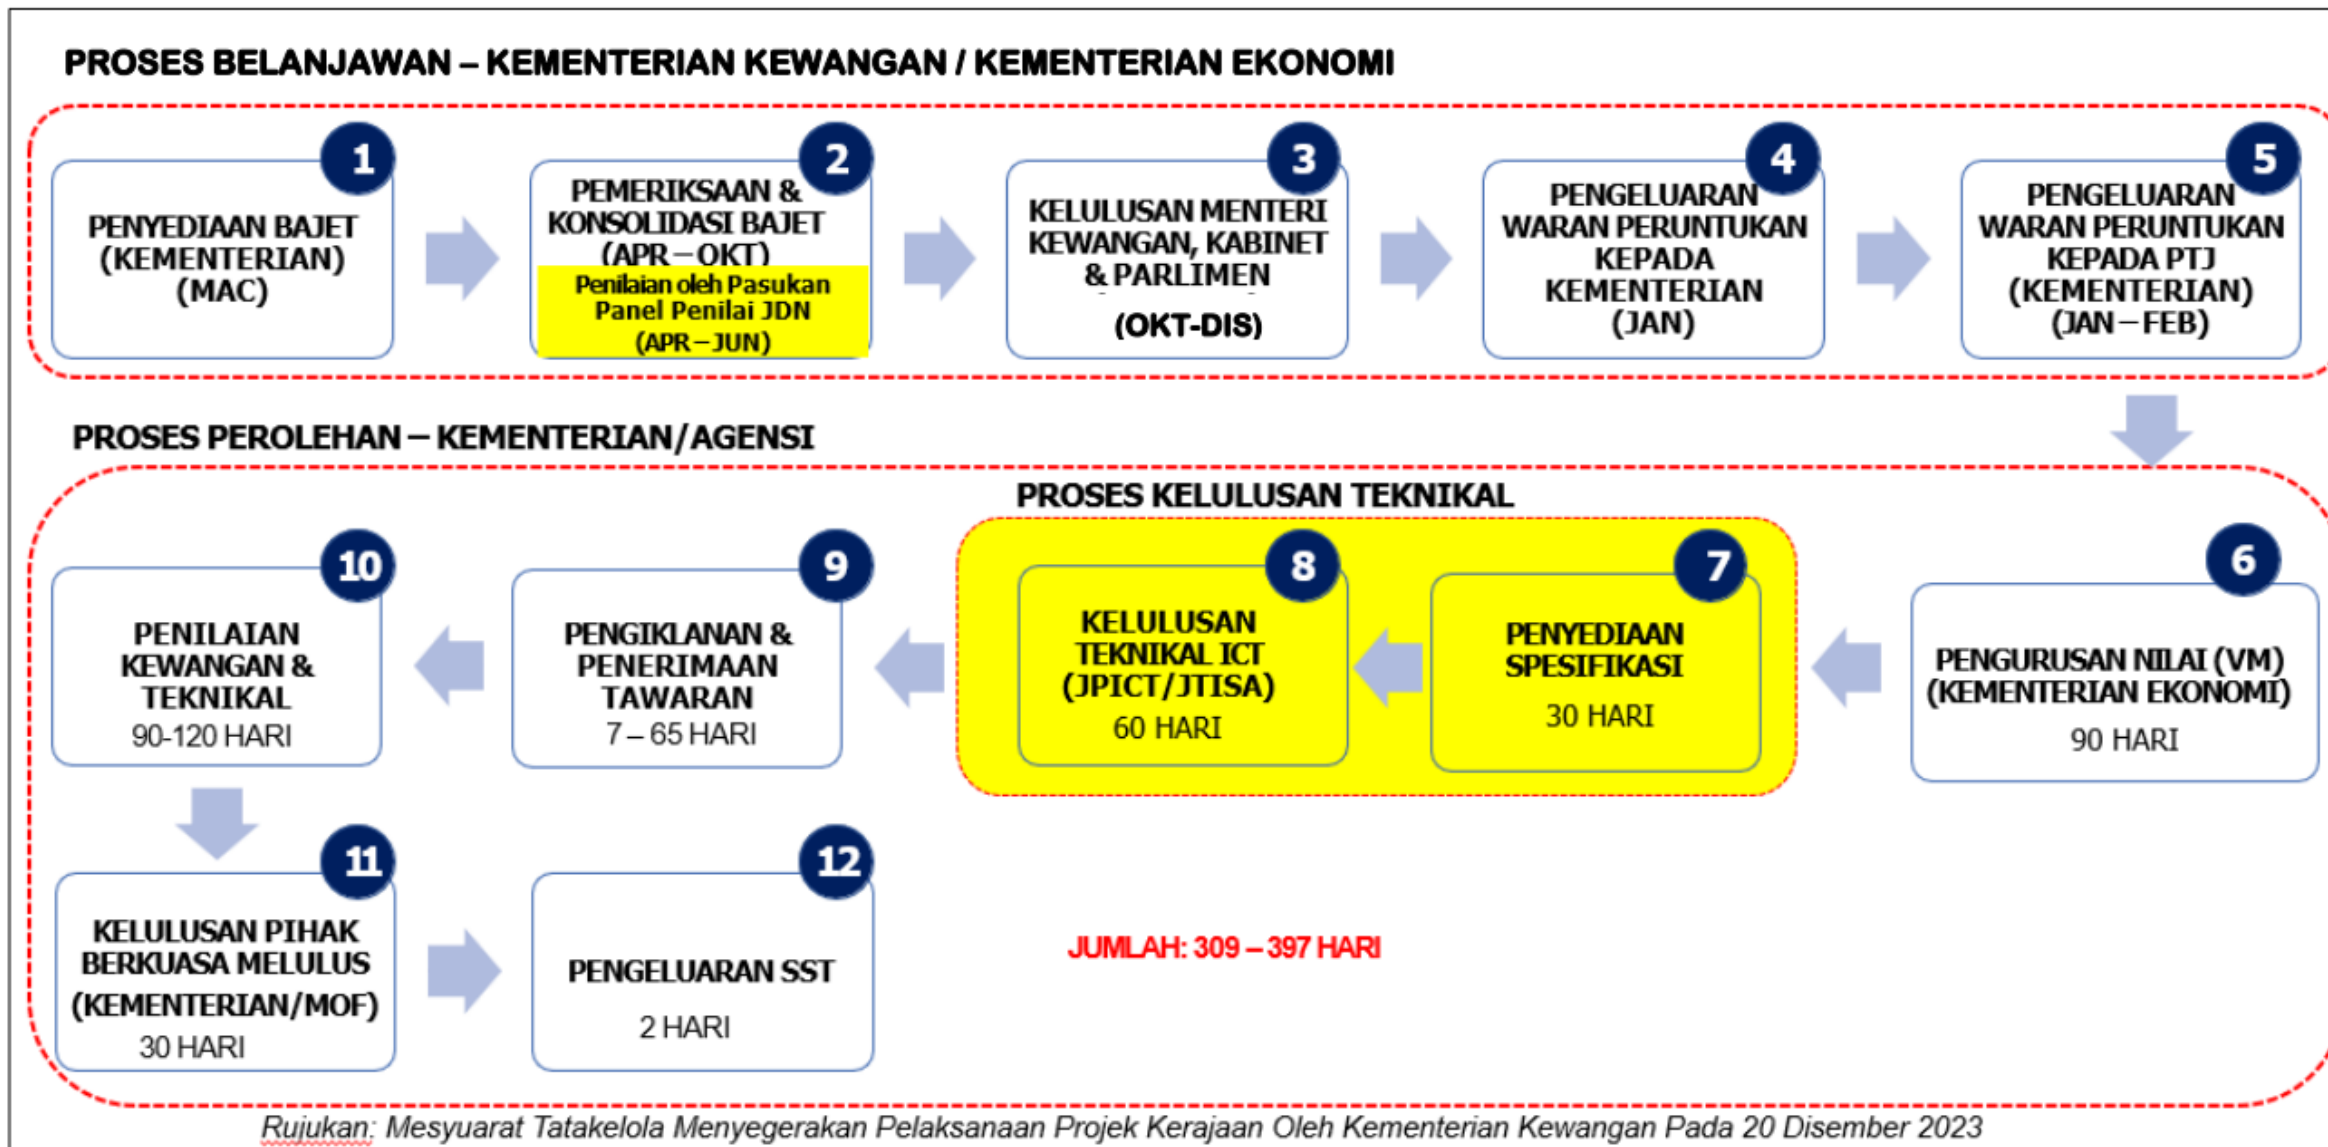 PROSES BELANJAWAN – KEMENTERIAN KEWANGAN / KEMENTERIAN EKONOMI
1
PENYEDIAAN BAJET
(KEMENTERIAN)
(MAC)
2
PEMERIKSAAN &
KONSOLIDASI BAJET
(APR – OKT)
Penilaian oleh Pasukan
Panel Penilai JDN
(APR – JUN)
3
KELULUSAN MENTERI
KEWANGAN, KABINET
& PARLIMEN
(OKT-DIS)
4
PENGELUARAN
WARAN PERUNTUKAN
KEPADA
KEMENTERIAN
(JAN)
5
PENGELUARAN
WARAN PERUNTUKAN
KEPADA PTJ
(KEMENTERIAN)
(JAN – FEB)
PROSES PEROLEHAN – KEMENTERIAN/AGENSI
PROSES KELULUSAN TEKNIKAL
6
PENGURUSAN NILAI (VM)
(KEMENTERIAN EKONOMI)
90 HARI
7
PENYEDIAAN
SPESIFIKASI
30 HARI
8
KELULUSAN
TEKNIKAL ICT
(JPICT/JTISA)
60 HARI
9
PENGIKLANAN &
PENERIMAAN
TAWARAN
7 – 65 HARI
10
PENILAIAN
KEWANGAN &
TEKNIKAL
90-120 HARI
11
KELULUSAN PIHAK
BERKUASA MELULUS
(KEMENTERIAN/MOF)
30 HARI
12
PENGELUARAN SST
2 HARI
JUMLAH: 309 – 397 HARI
Rujukan: Mesyuarat Tatakelola Menyegerakan Pelaksanaan Projek Kerajaan Oleh Kementerian Kewangan Pada 20 Disember 2023